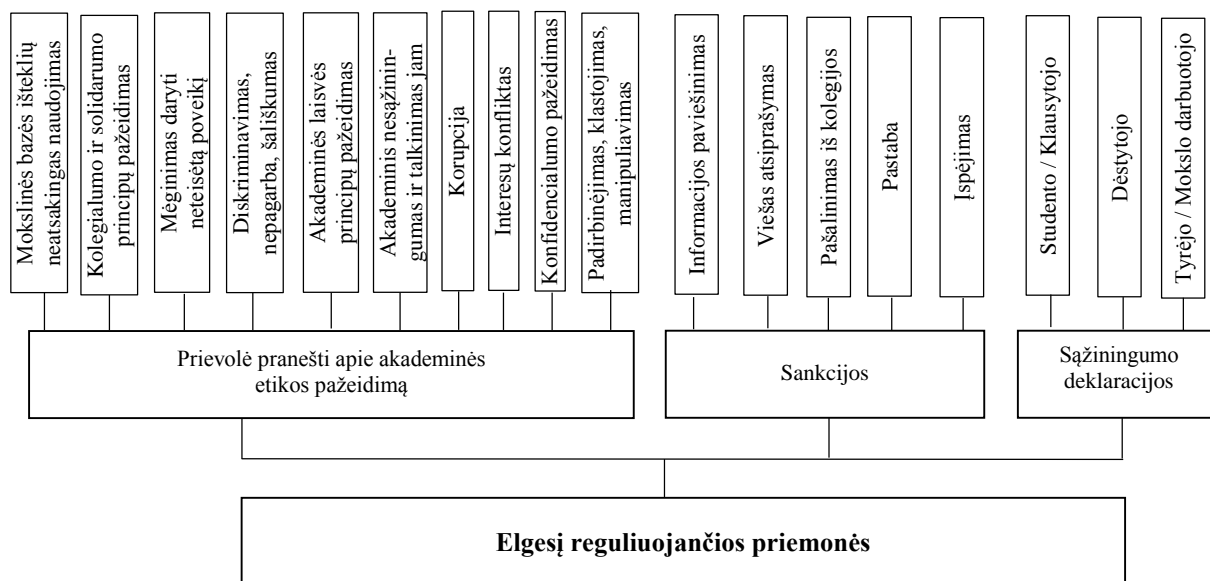 Mokslinės bazės išteklių
neatsakingas naudojimas
Kolegialumo ir solidarumo
principų pažeidimas
Mėginimas daryti
neteisėtą poveikį
Diskriminavimas,
nepagarba, šališkumas
Akademinės laisvės
principų pažeidimas
Akademinis nesąžinin-
gumas ir talkinimas jam
Korupcija
Interesų konfliktas
Konfidencialumo pažeidimas
Padirbinėjimas, klastojimas,
manipuliavimas
Informacijos paviešinimas
Viešas atsiprašymas
Pašalinimas iš kolegijos
Pastaba
Įspėjimas
Studento / Klausytojo
Dėstytojo
Tyrėjo / Mokslo darbuotojo
Prievolė pranešti apie akademinės
etikos pažeidimą
Sankcijos
Sąžiningumo
deklaracijos
Elgesį reguliuojančios priemonės